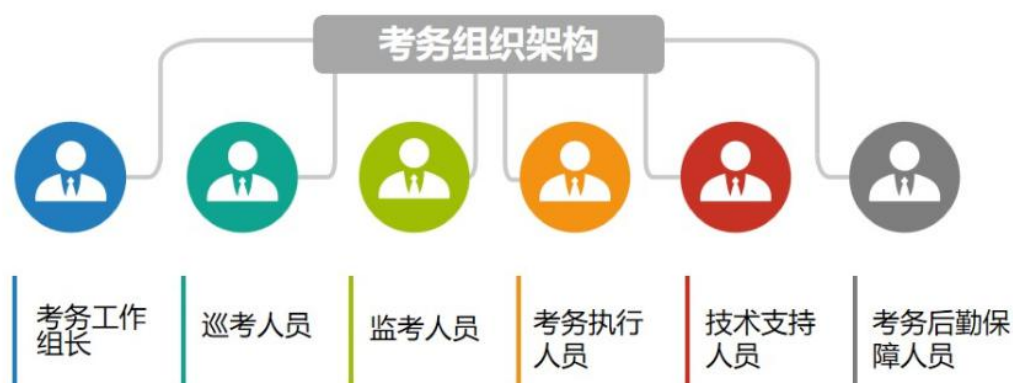 考务组织架构
考务工作
组长
巡考人员
监考人员
考务执行
人员
技术支持
人员
考务后勤保
障人员